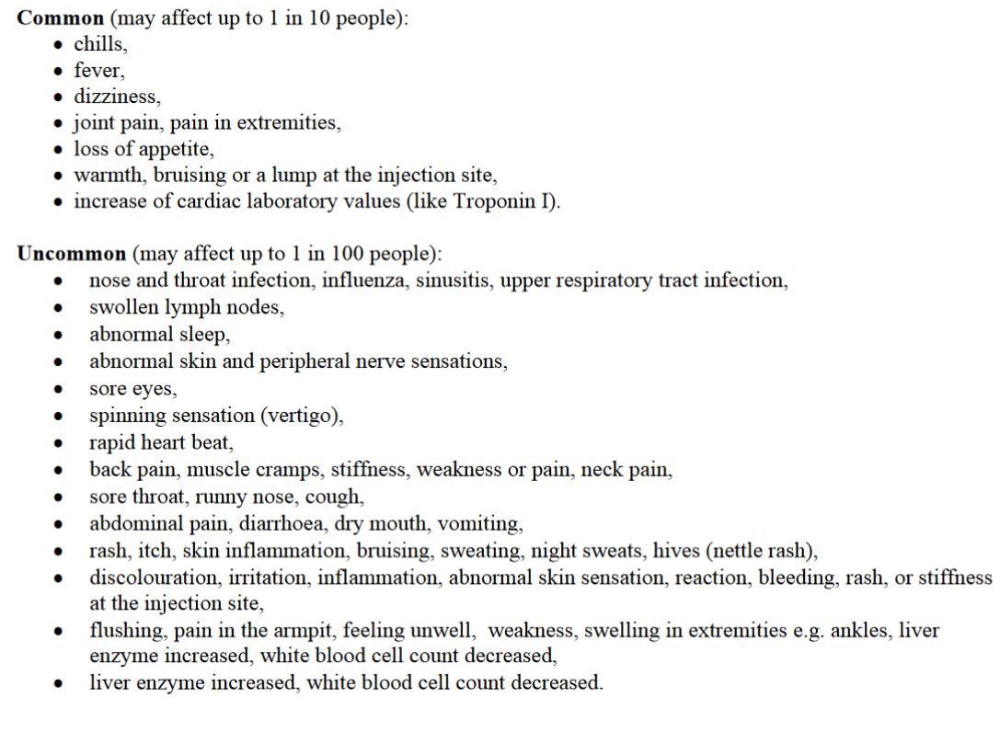 Common (may affect up to 1 in 10 people):
• chills,
• fever,
• dizziness,
• joint pain, pain in extremities,
• loss of appetite,
• warmth, bruising or a lump at the injection site,
• increase of cardiac laboratory values (like Troponin I).
Uncommon (may affect up to 1 in 100 people):
• nose and throat infection, influenza, sinusitis, upper respiratory tract infection,
• swollen lymph nodes,
• abnormal sleep,
• abnormal skin and peripheral nerve sensations,
• sore eyes,
• spinning sensation (vertigo),
• rapid heart beat,
• back pain, muscle cramps, stiffness, weakness or pain, neck pain,
• sore throat, runny nose, cough,
• abdominal pain, diarrhoea, dry mouth, vomiting,
• rash, itch, skin inflammation, bruising, sweating, night sweats, hives (nettle rash),
• discolouration, irritation, inflammation, abnormal skin sensation, reaction, bleeding, rash, or stiffness
at the injection site,
• flushing, pain in the armpit, feeling unwell, weakness, swelling in extremities e.g. ankles, liver
enzyme increased, white blood cell count decreased,
• liver enzyme increased, white blood cell count decreased.